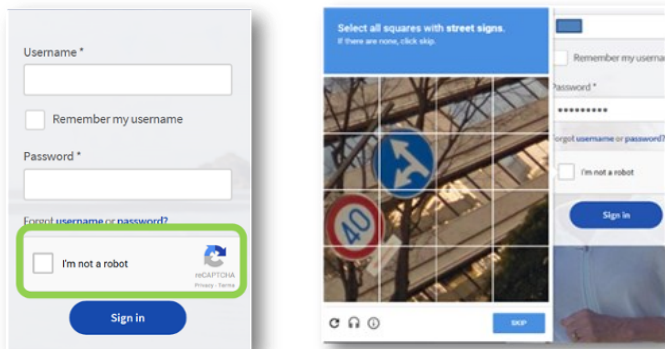 Username *
Remember my username
Password *
Forgot username or password?
I'm not a robot
reCAPTCHA
Privacy - Terms
Sign in
Select all squares with street signs.
If there are none, click skip.
40
SKIP
Remember my userna
Password *
•••••••••
orgot username or password?
I'm not a robot
Sign in